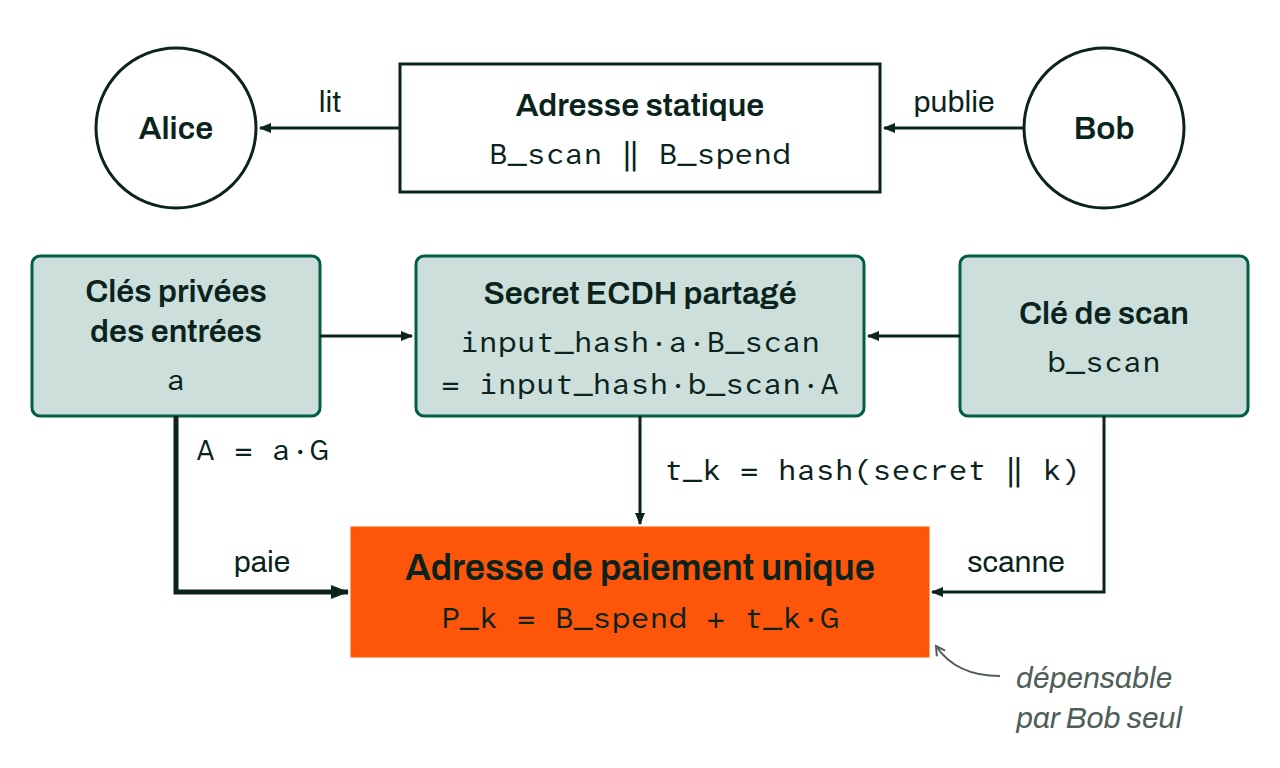 Alice
lit
Adresse statique
B_scan ‖ B_spend
publie
Bob
Clés privées
des entrées
a
Secret ECDH partagé
input_hash·a·B_scan
= input_hash·b_scan·A
Clé de scan
b_scan
A = a·G
t_k = hash(secret ‖ k)
paie
Adresse de paiement unique
P_k = B_spend + t_k·G
scanne
dépensable
par Bob seul